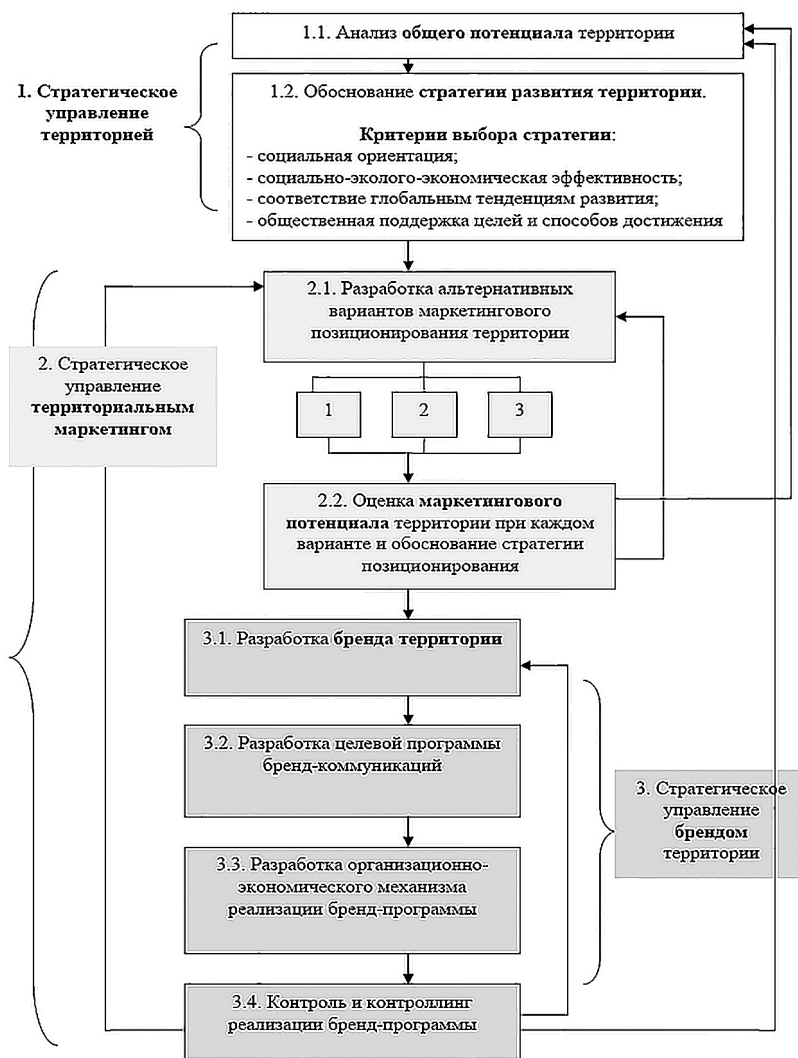 1.1. Анализ общего потенциала территории
1. Стратегическое
управление
территорией
1.2. Обоснование стратегии развития территории.
Критерии выбора стратегии:
- социальная ориентация;
- социально-эколого-экономическая эффективность;
- соответствие глобальным тенденциям развития;
- общественная поддержка целей и способов достижения
2.1. Разработка альтернативных
вариантов маркетингового
позиционирования территории
2. Стратегическое
управление
территориальным
маркетингом
1
2
3
2.2. Оценка маркетингового
потенциала территории при каждом
варианте и обоснование стратегии
позиционирования
3.1. Разработка бренда территории
3.2. Разработка целевой программы
бренд-коммуникаций
3. Стратегическое
управление
брендом
территории
3.3. Разработка организационно-
экономического механизма
реализации бренд-программы
3.4. Контроль и контроллинг
реализации бренд-программы